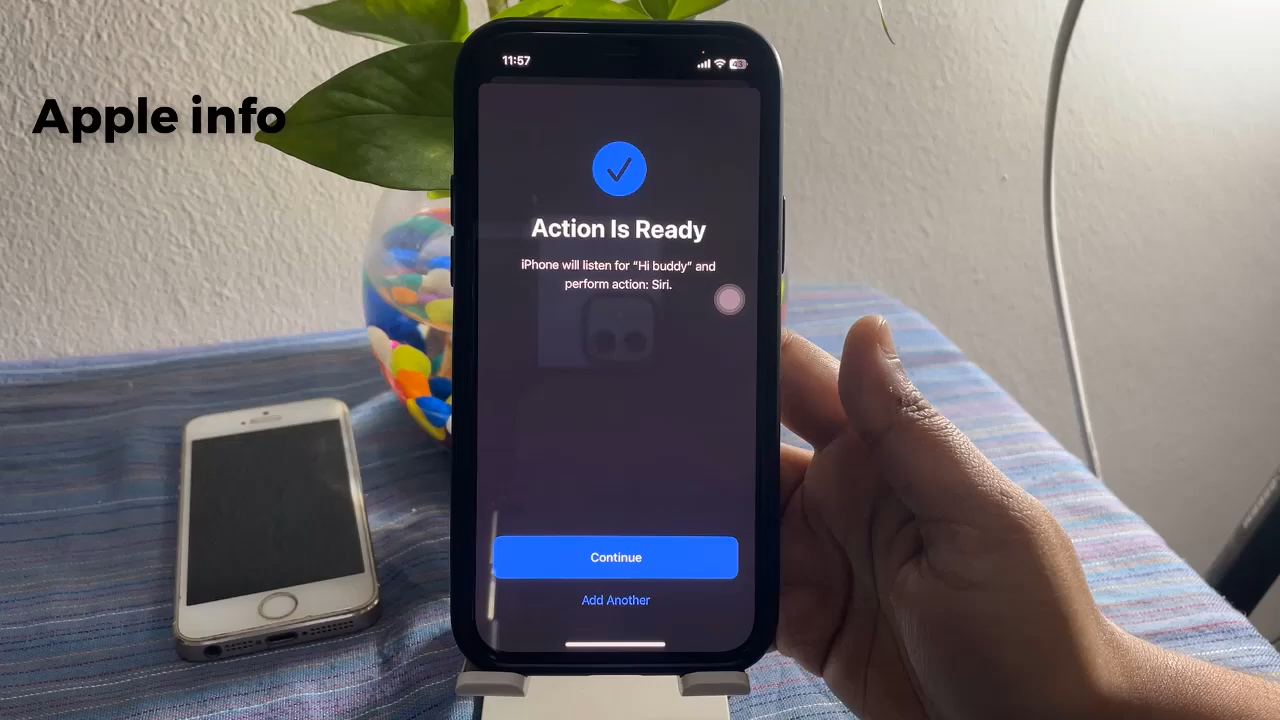 Apple info
11:57
43
Action Is Ready
iPhone will listen for “Hi buddy” and
perform action: Siri.
Continue
Add Another